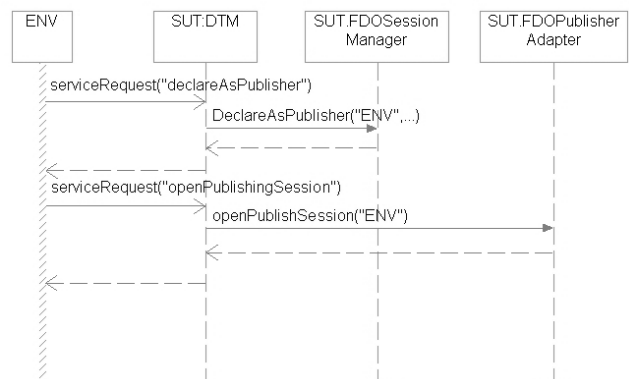 ENV
SUT:DTM
SUT.FDOSession
Manager
SUT.FDOPublisher
Adapter
serviceRequest("declareAsPublisher")
DeclareAsPublisher("ENV",...)
serviceRequest("openPublishingSession")
openPublishSession("ENV")